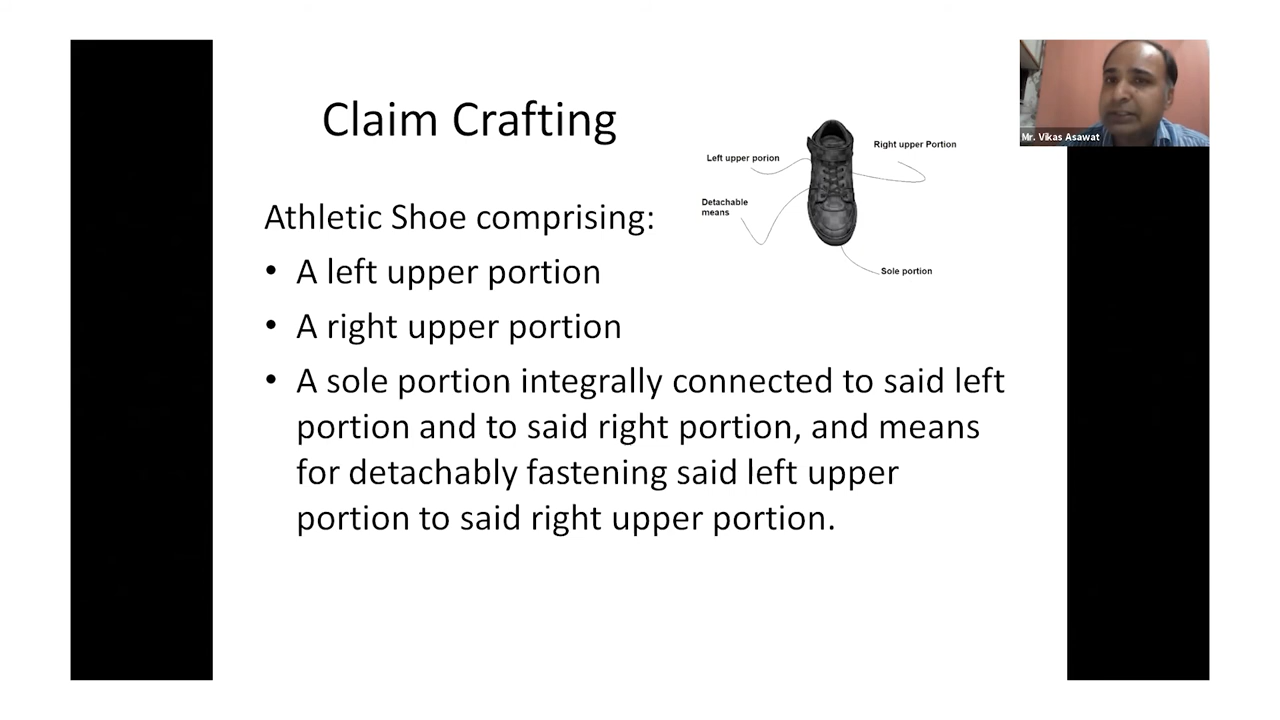 Claim Crafting
Mr. Vikas Asawat
Left upper porion
Right upper Portion
Detachable
means
Sole portion
Athletic Shoe comprising:
• A left upper portion
• A right upper portion
• A sole portion integrally connected to said left
portion and to said right portion, and means
for detachably fastening said left upper
portion to said right upper portion.